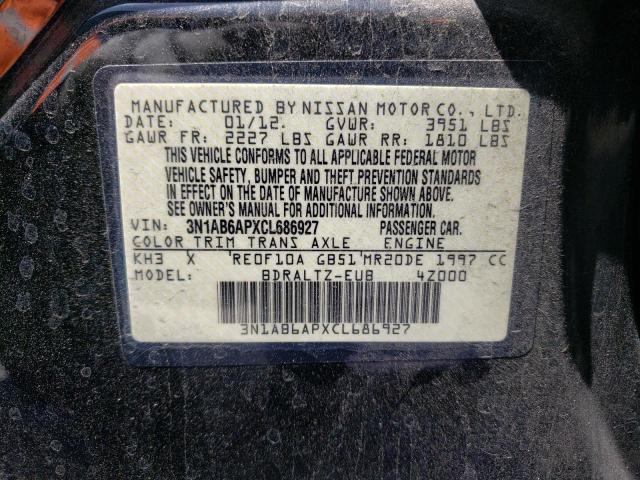 MANUFACTURED BY NISSAN MOTOR CO., LTD.
DATE: 01/12. GVWR: 3951 LBS
GAWR FR: 2227 LBS GAWR RR: 1810 LBS
THIS VEHICLE CONFORMS TO ALL APPLICABLE FEDERAL MOTOR
VEHICLE SAFETY, BUMPER AND THEFT PREVENTION STANDARDS
IN EFFECT ON THE DATE OF MANUFACTURE SHOWN ABOVE.
SEE OWNER'S MANUAL FOR ADDITIONAL INFORMATION.
VIN: 3N1AB6APXCL686927 PASSENGER CAR.
COLOR TRIM TRANS AXLE ENGINE
KH3 X 'RE0F10A GB51'MR20DE 1997 CC
MODEL: BDRALTZ-EUB 4Z000
3N1AB6APXCL686927